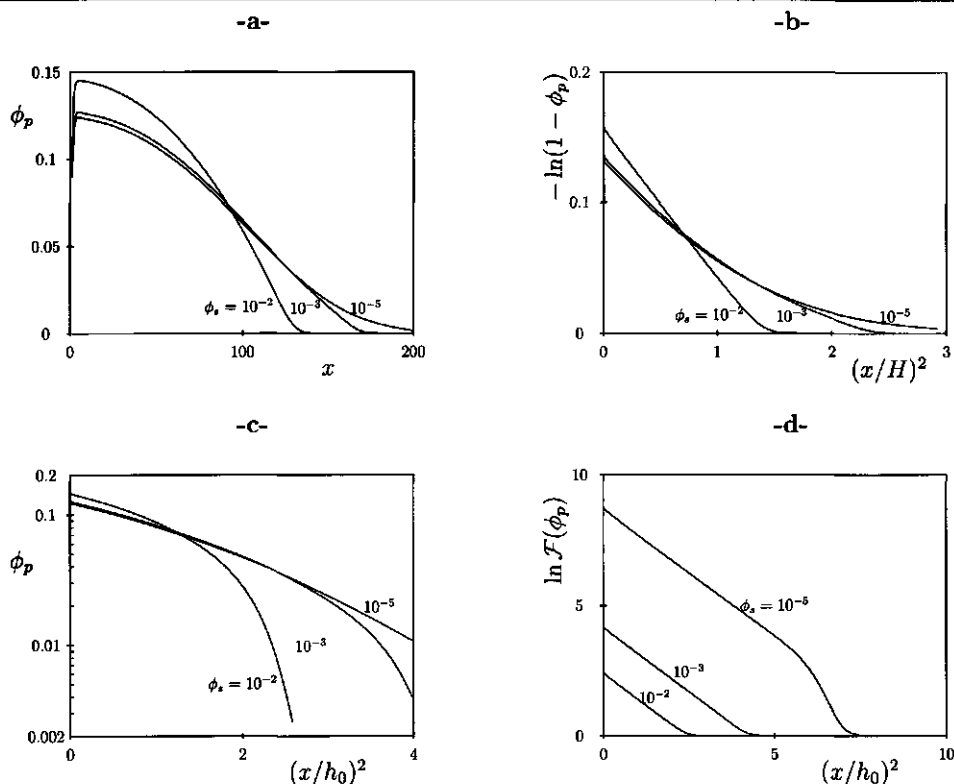 -a-
0.15
ϕp
0.1
0.05
0
ϕs = 10⁻²
10⁻³
10⁻⁵
0
100
200
x
-b-
0.2
− ln(1 − ϕp)
0.1
0
ϕs = 10⁻²
10⁻³
10⁻⁵
0
1
2
3
(x/H)²
-c-
0.2
0.1
ϕp
0.01
0.002
10⁻⁵
10⁻³
ϕs = 10⁻²
0
2
4
(x/h₀)²
-d-
10
ln F(ϕp)
5
0
ϕs = 10⁻⁵
10⁻³
10⁻²
0
5
10
(x/h₀)²